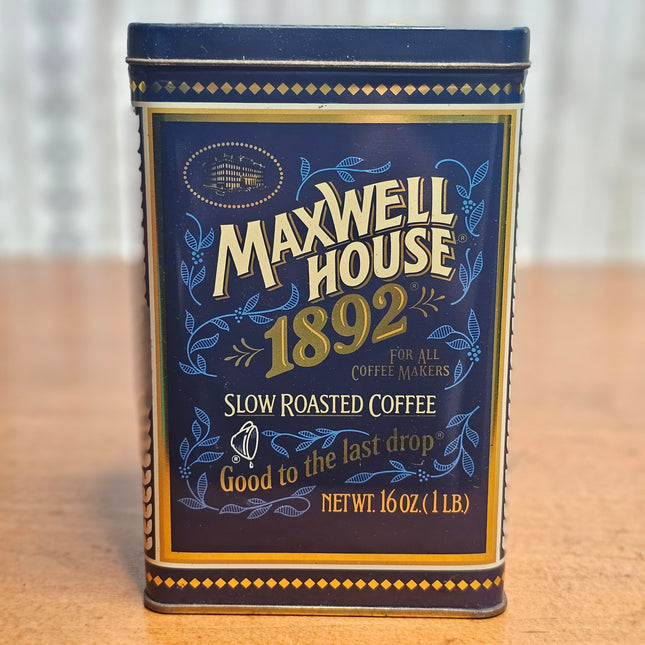 MAXWELL
HOUSE®
1892®
FOR ALL
COFFEE MAKERS
SLOW ROASTED COFFEE
®
Good to the last drop®
NET WT. 16 OZ. (1 LB.)